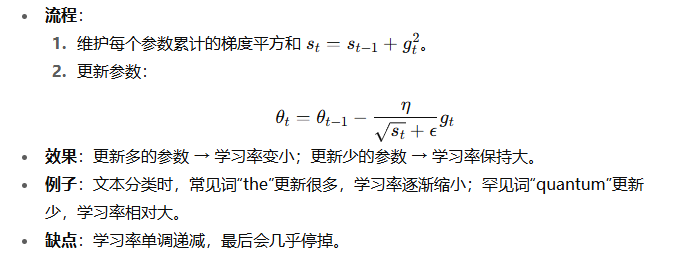 • 流程：
1. 维护每个参数累计的梯度平方和 $s_t = s_{t-1} + g_t^2$。
2. 更新参数：
$$\theta_t = \theta_{t-1} - \frac{\eta}{\sqrt{s_t} + \epsilon} g_t$$
• 效果：更新多的参数 → 学习率变小；更新少的参数 → 学习率保持大。
• 例子：文本分类时，常见词“the”更新很多，学习率逐渐缩小；罕见词“quantum”更新
少，学习率相对大。
• 缺点：学习率单调递减，最后会几乎停掉。